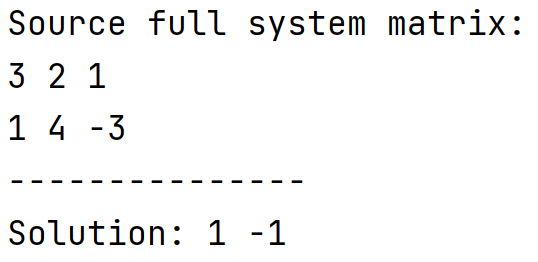 Source full system matrix:
3 2 1
1 4 -3
---------------
Solution: 1 -1